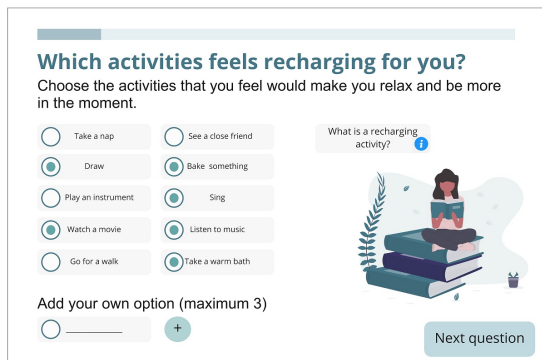 Which activities feels recharging for you?
Choose the activities that you feel would make you relax and be more
in the moment.
Take a nap
See a close friend
Draw
Bake something
Play an instrument
Sing
Watch a movie
Listen to music
Go for a walk
Take a warm bath
What is a recharging
activity?
i
Add your own option (maximum 3)
+
Next question